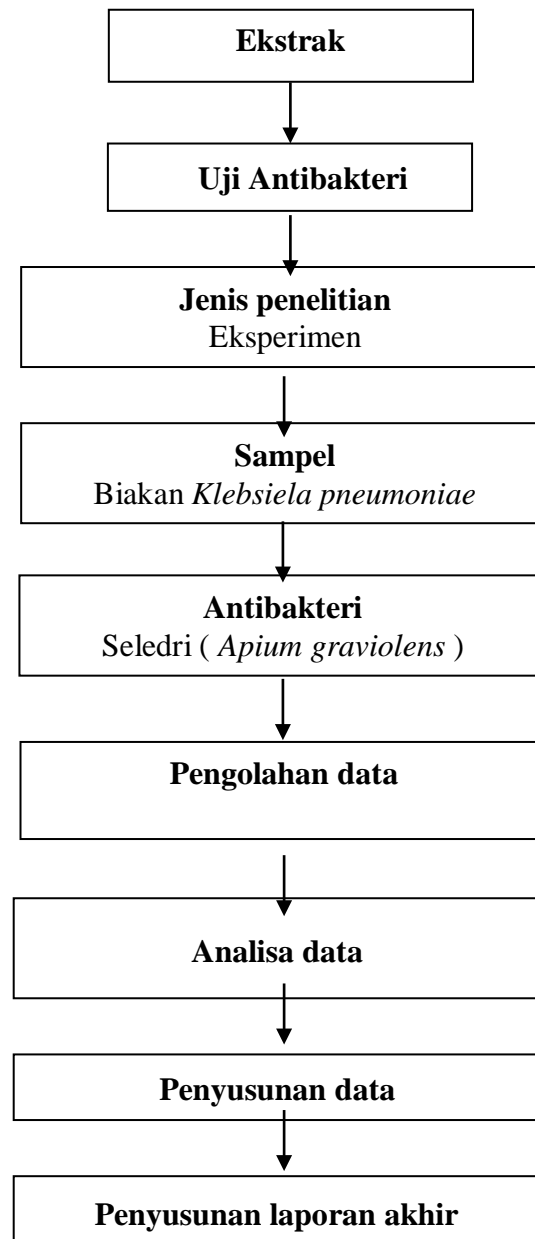 Ekstrak
Uji Antibakteri
Jenis penelitian
Eksperimen
Sampel
Biakan Klebsiela pneumoniae
Antibakteri
Seledri ( Apium graviolens )
Pengolahan data
Analisa data
Penyusunan data
Penyusunan laporan akhir